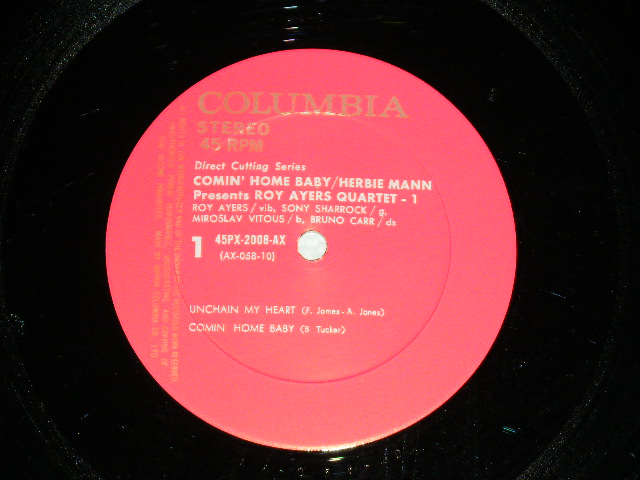 COLUMBIA
STEREO
45 RPM
Direct Cutting Series
COMIN' HOME BABY/HERBIE MANN
Presents ROY AYERS QUARTET - 1
ROY AYERS / vib, SONY SHARROCK / g,
MIROSLAV VITOUS / b, BRUNO CARR / ds
1
45PX-2008-AX
(AX-058-10)
UNCHAIN MY HEART (F. James - A. Jones)
COMIN HOME BABY (B Tucker)